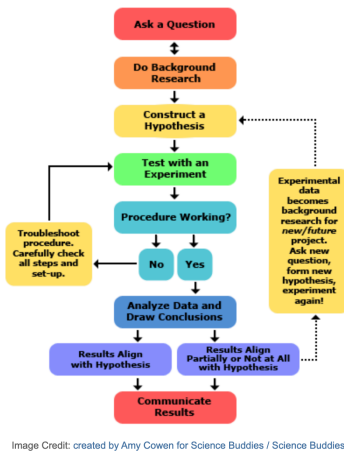 Ask a Question
Do Background
Research
Construct a
Hypothesis
Test with an
Experiment
Procedure Working?
No
Yes
Troubleshoot
procedure.
Carefully check
all steps and
set-up.
Experimental
data
becomes
background
research for
new/future
project.
Ask new
question,
form new
hypothesis,
experiment
again!
Analyze Data and
Draw Conclusions
Results Align
with Hypothesis
Results Align
Partially or Not at All
with Hypothesis
Communicate
Results
Image Credit: created by Amy Cowen for Science Buddies / Science Buddies